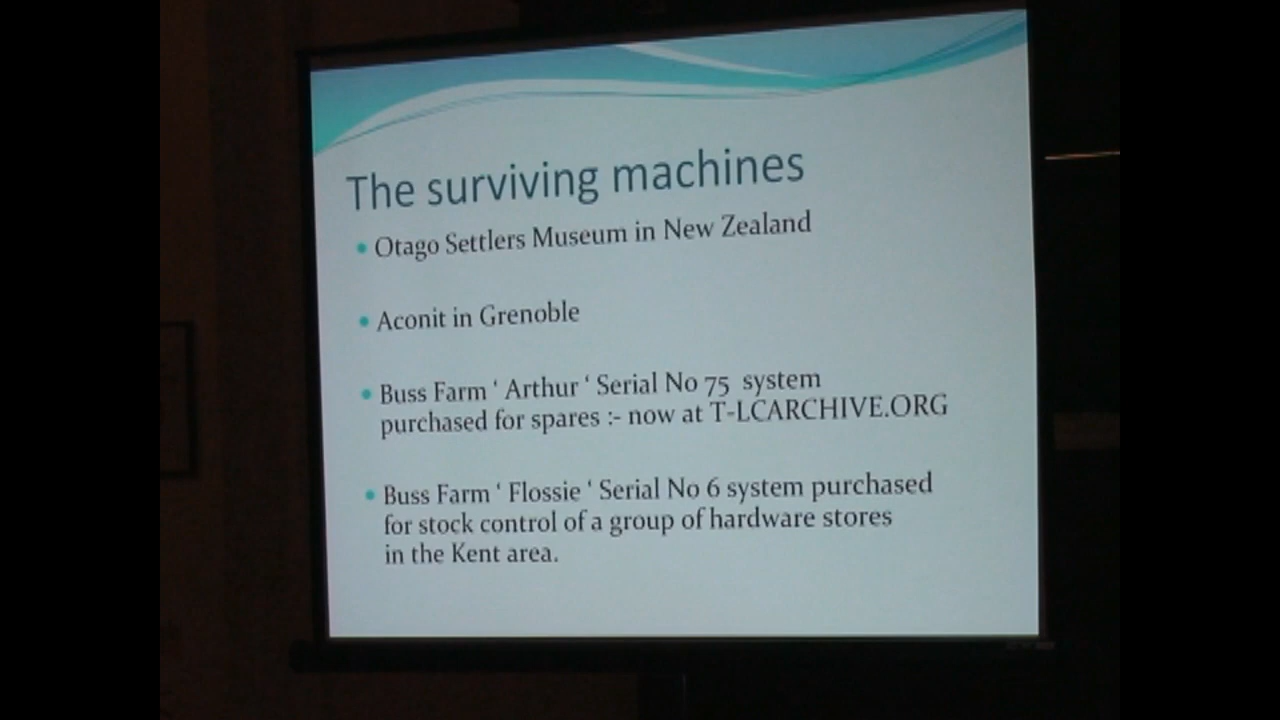 The surviving machines
• Otago Settlers Museum in New Zealand
• Aconit in Grenoble
• Buss Farm ‘ Arthur ‘ Serial No 75 system
purchased for spares :- now at T-LCARCHIVE.ORG
• Buss Farm ‘ Flossie ‘ Serial No 6 system purchased
for stock control of a group of hardware stores
in the Kent area.